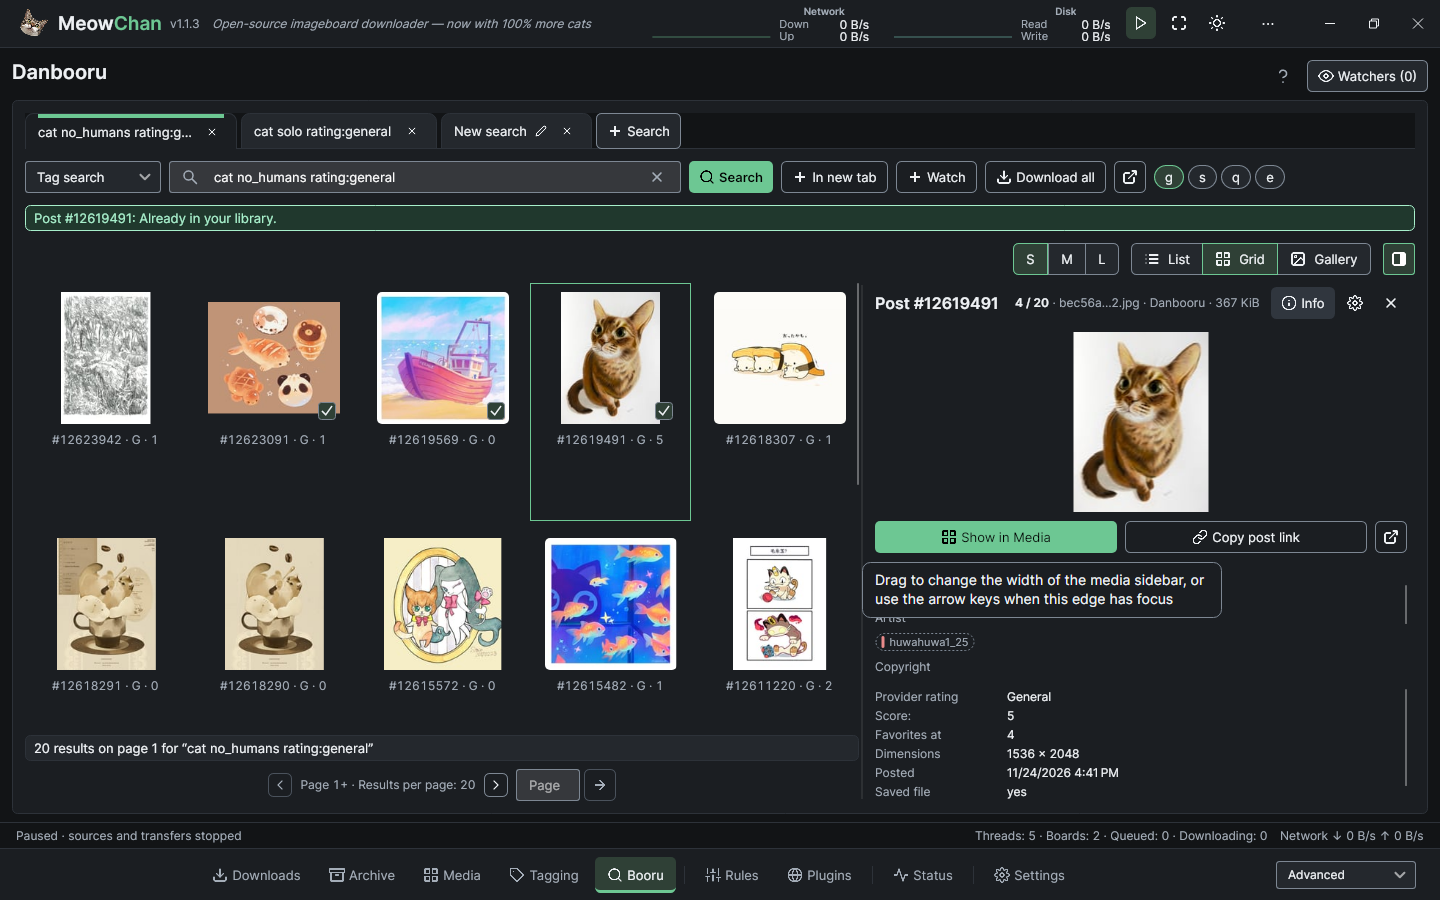 MeowChan v1.1.3 Open-source imageboard downloader — now with 100% more cats
Network
Down 0 B/s
Up 0 B/s
Disk
Read 0 B/s
Write 0 B/s
Danbooru
? Watchers (0)
cat no_humans rating:g... ×
cat solo rating:general ×
New search ×
+ Search
Tag search
cat no_humans rating:general
Search
+ In new tab
+ Watch
Download all
g s q e
Post #12619491: Already in your library.
S M L
List Grid Gallery
#12623942 · G · 1
#12623091 · G · 1
#12619569 · G · 0
#12619491 · G · 5
#12618307 · G · 1
#12618291 · G · 0
#12618290 · G · 0
#12615572 · G · 0
#12615482 · G · 1
#12611220 · G · 2
20 results on page 1 for “cat no_humans rating:general”
Page 1+ · Results per page: 20
Page
Post #12619491 4 / 20 · bec56a...2.jpg · Danbooru · 367 KiB
Info
Show in Media
Copy post link
Drag to change the width of the media sidebar, or
use the arrow keys when this edge has focus
Artist
huwahuwa1_25
Copyright
Provider rating General
Score: 5
Favorites at 4
Dimensions 1536 × 2048
Posted 11/24/2026 4:41 PM
Saved file yes
Paused · sources and transfers stopped
Threads: 5 · Boards: 2 · Queued: 0 · Downloading: 0 Network ↓ 0 B/s ↑ 0 B/s
Downloads
Archive
Media
Tagging
Booru
Rules
Plugins
Status
Settings
Advanced